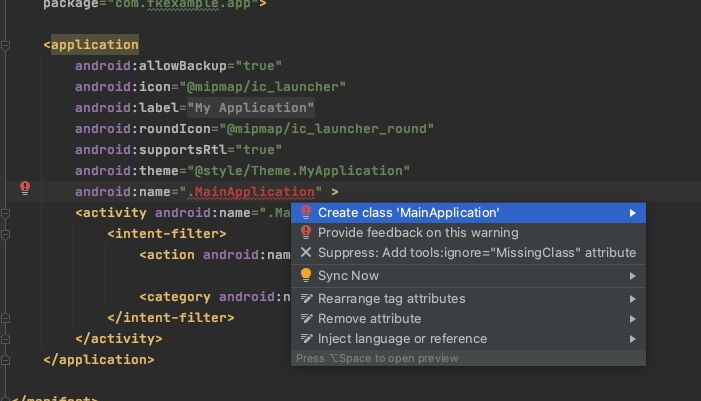 package="com.fkexample.app">
<application
android:allowBackup="true"
android:icon="@mipmap/ic_launcher"
android:label="My Application"
android:roundIcon="@mipmap/ic_launcher_round"
android:supportsRtl="true"
android:theme="@style/Theme.MyApplication"
android:name=".MainApplication" >
<activity android:name=".Ma
<intent-filter>
<action android:nam
<category android:n
</intent-filter>
</activity>
</application>
</manifest>
Create class 'MainApplication'
Provide feedback on this warning
Suppress: Add tools:ignore="MissingClass" attribute
Sync Now
Rearrange tag attributes
Remove attribute
Inject language or reference
Press ⌥Space to open preview